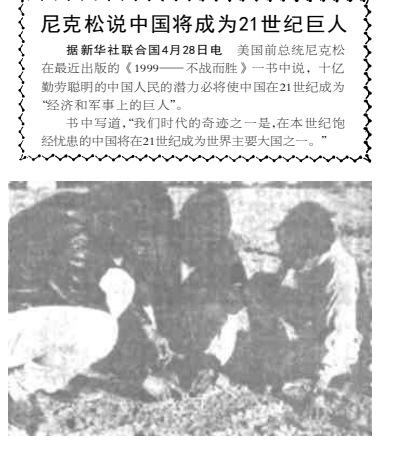 尼克松说中国将成为21世纪巨人
据新华社联合国4月28日电 美国前总统尼克松
在最近出版的《1999——不战而胜》一书中说，十亿
勤劳聪明的中国人民的潜力必将使中国在21世纪成为
“经济和军事上的巨人”。
书中写道，“我们时代的奇迹之一是，在本世纪饱
经忧患的中国将在21世纪成为世界主要大国之一。”